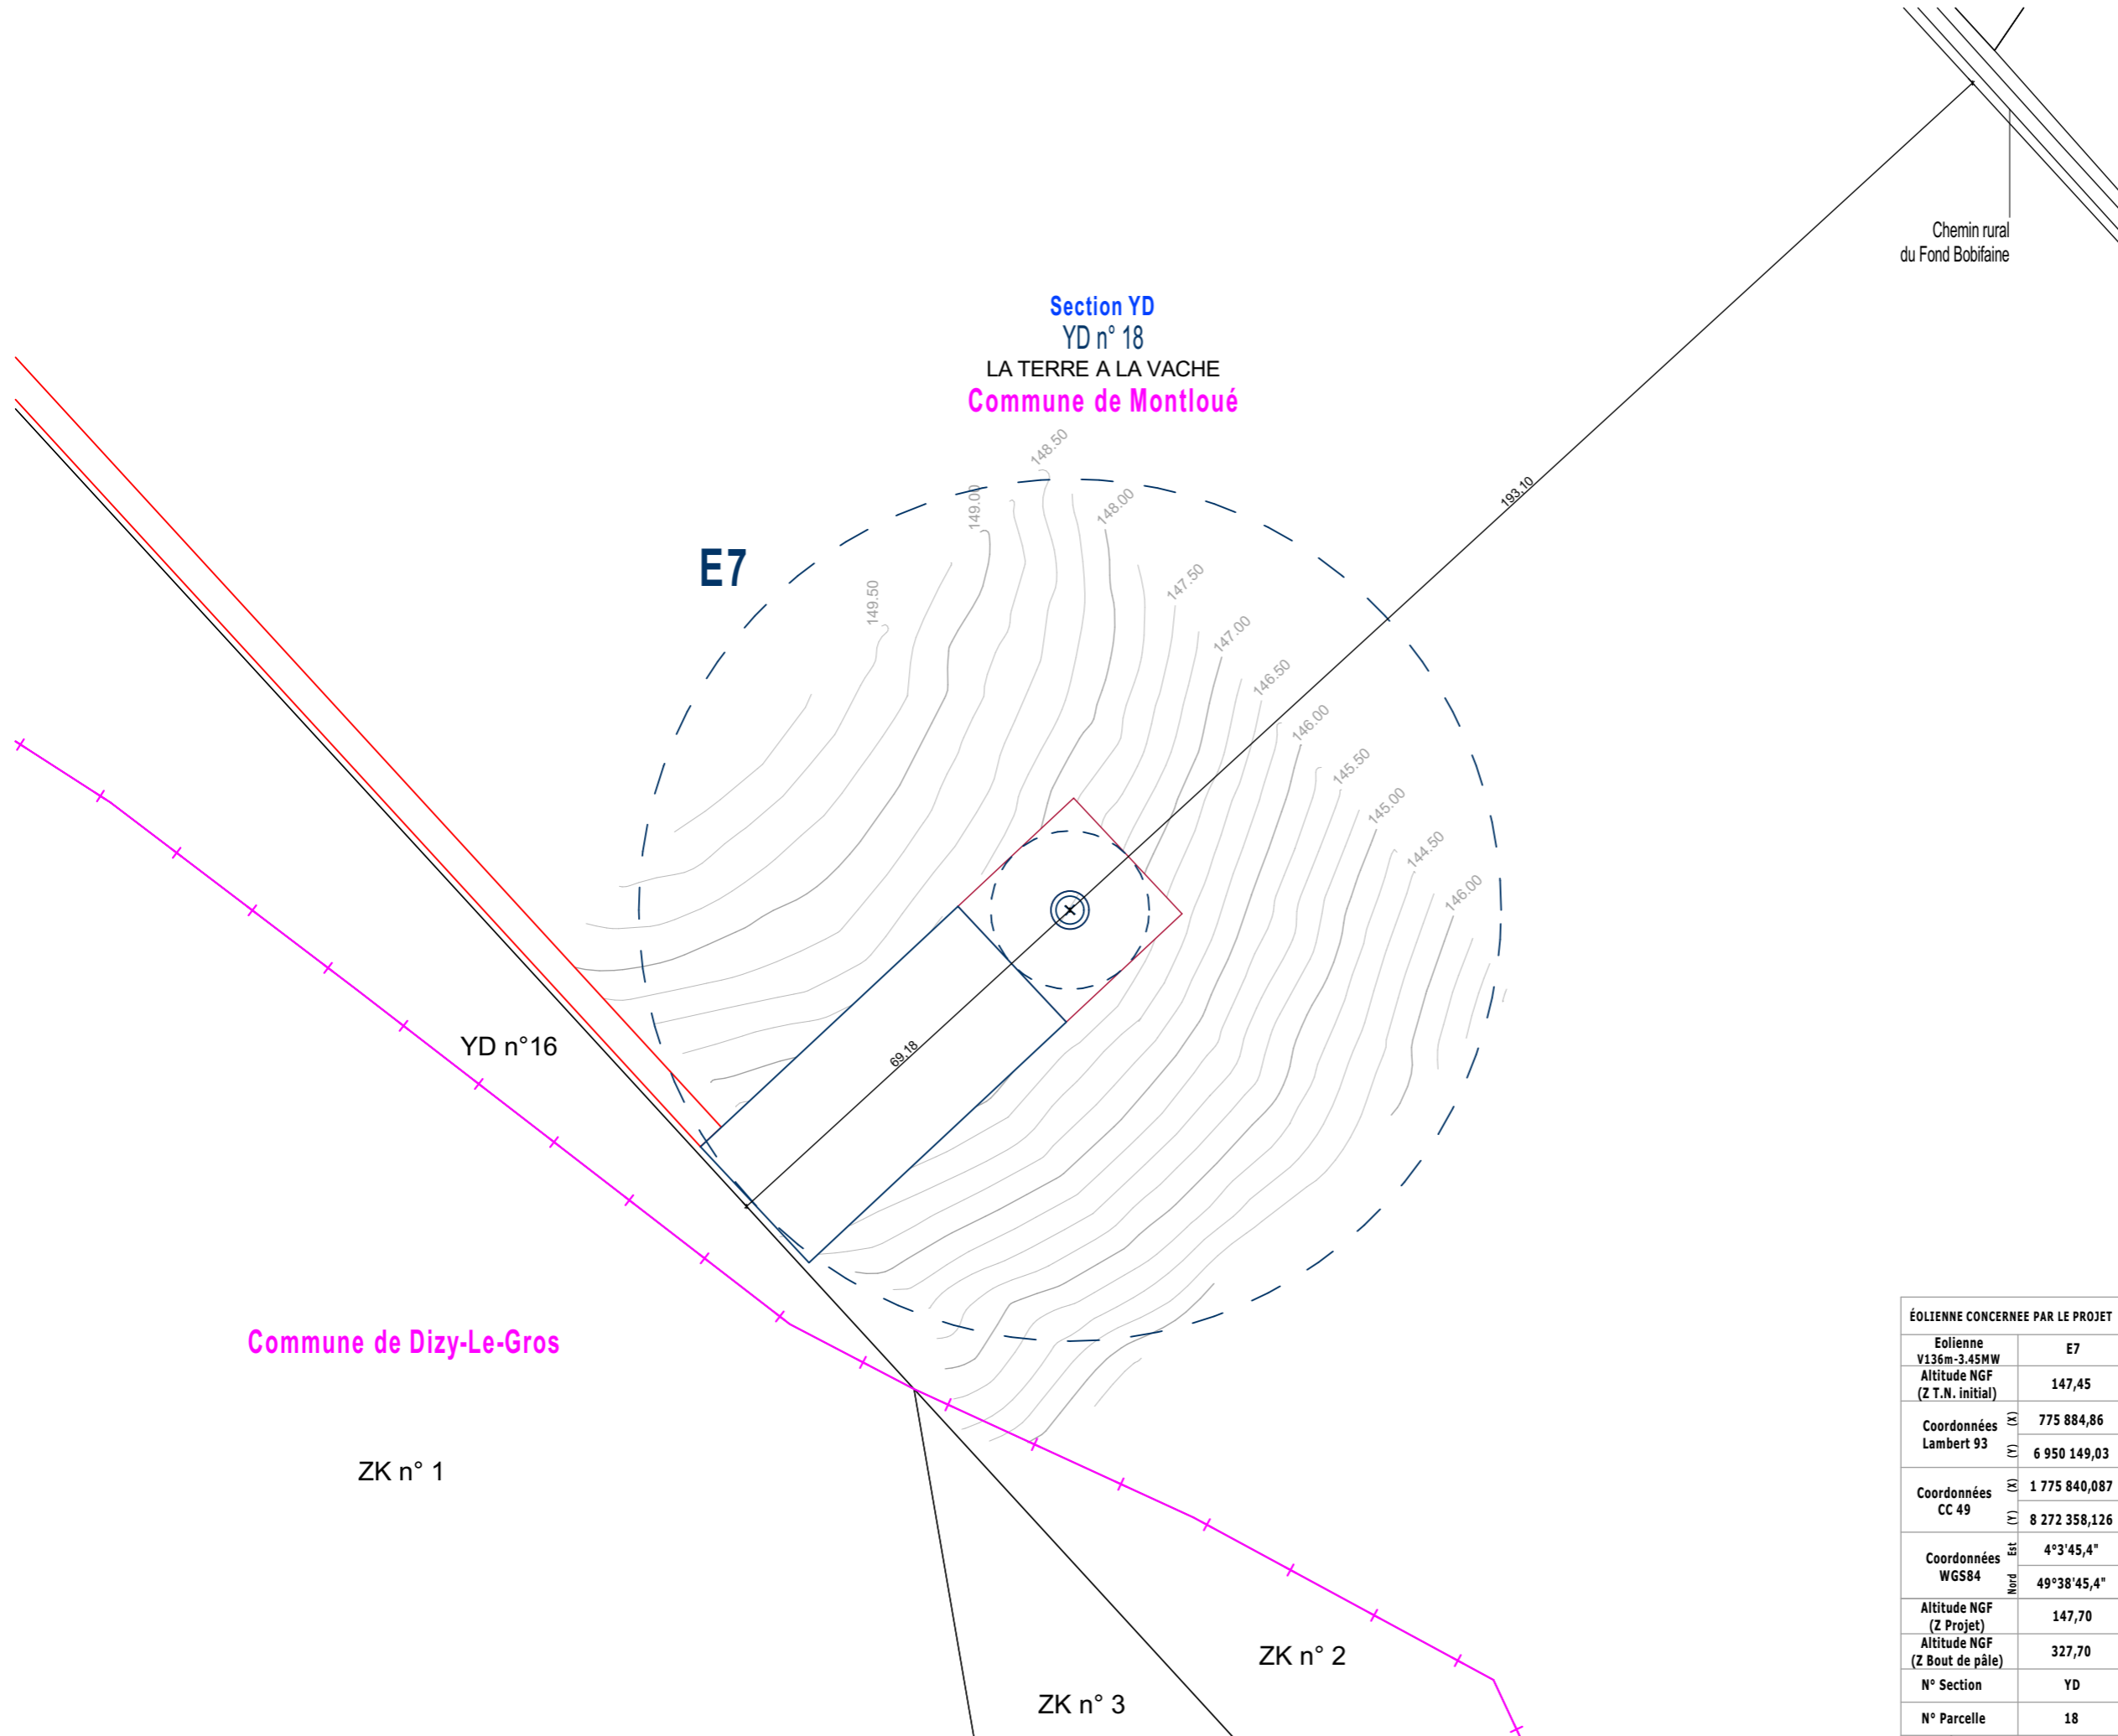 Chemin rural
du Fond Bobifaine
Section YD
YD n° 18
LA TERRE A LA VACHE
Commune de Montloué
E7
148.50
149.00
148.00
149.50
147.50
147.00
146.50
146.00
145.50
145.00
144.50
146.00
193,10
69,18
YD n°16
Commune de Dizy-Le-Gros
ZK n° 1
ZK n° 2
ZK n° 3
ÉOLIENNE CONCERNEE PAR LE PROJET
Eolienne
V136m-3.45MW
E7
Altitude NGF
(Z T.N. initial)
147,45
Coordonnées
Lambert 93
(X)
775 884,86
(Y)
6 950 149,03
Coordonnées
CC 49
(X)
1 775 840,087
(Y)
8 272 358,126
Coordonnées
WGS84
Est
4°3'45,4"
Nord
49°38'45,4"
Altitude NGF
(Z Projet)
147,70
Altitude NGF
(Z Bout de pâle)
327,70
N° Section
YD
N° Parcelle
18